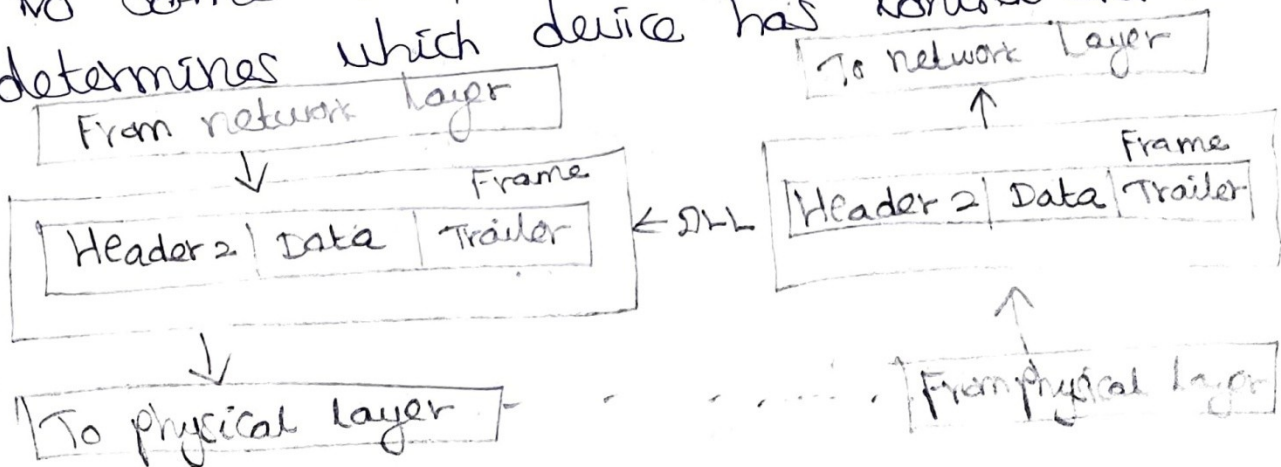 No
determines which device has
To network Layer
From network layer
Frame
Header 2 Data Trailer
← DLL
Frame
Header 2 Data Trailer
To physical layer
From physical layer